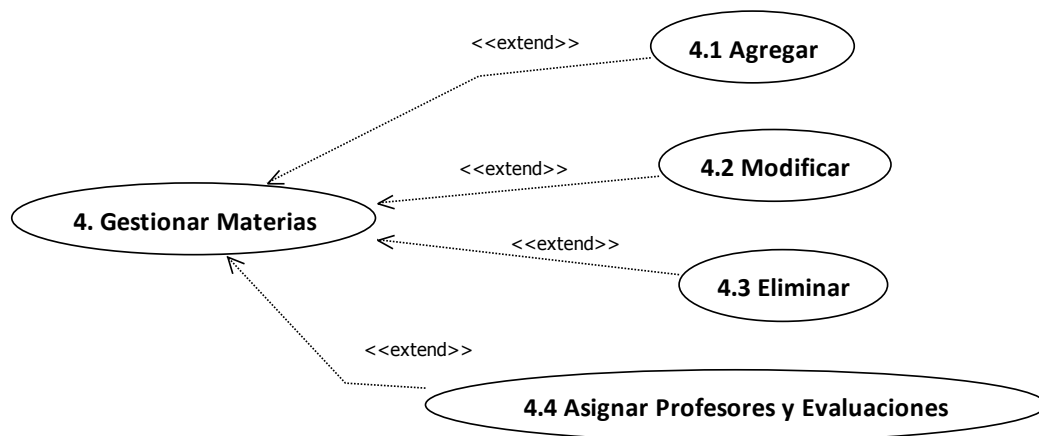 <<extend>>
4.1 Agregar
<<extend>>
4.2 Modificar
4. Gestionar Materias
<<extend>>
4.3 Eliminar
<<extend>>
4.4 Asignar Profesores y Evaluaciones